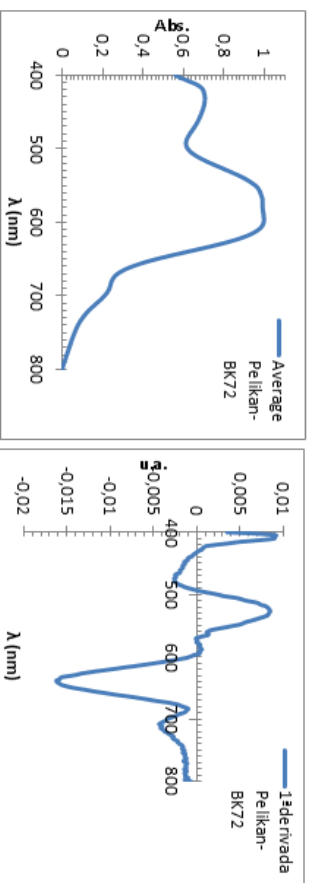 Abs.
1
0,8
0,6
0,4
0,2
0
400
500
600
700
800
λ (nm)
Average
Pelikan-
BK72
u.a.
0,01
0,005
0
-0,005
-0,01
-0,015
-0,02
400
500
600
700
800
λ (nm)
1ªderivada
Pelikan-
BK72